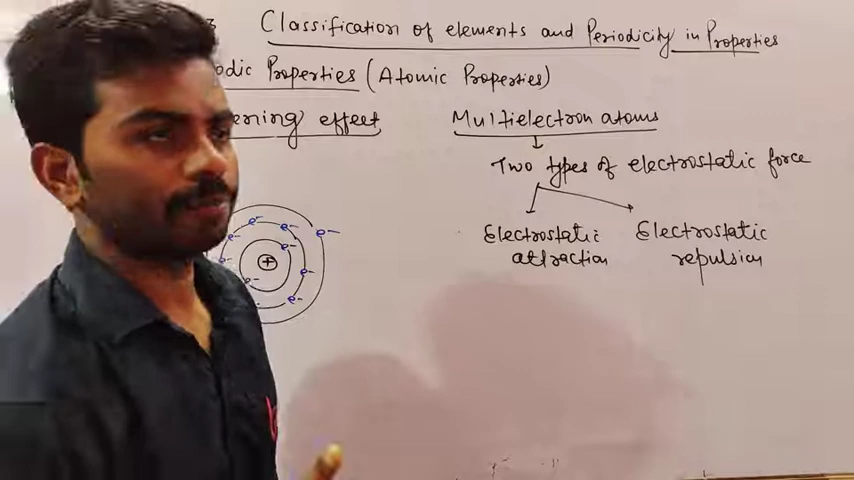 Classification of elements and Periodicity in Properties
odic Properties (Atomic Properties)
ening effect
Multielectron atoms
Two types of electrostatic force
Electrostatic attraction
Electrostatic repulsion
e-
e-
e-
e-
e-
e-
+
e-
e-
e-